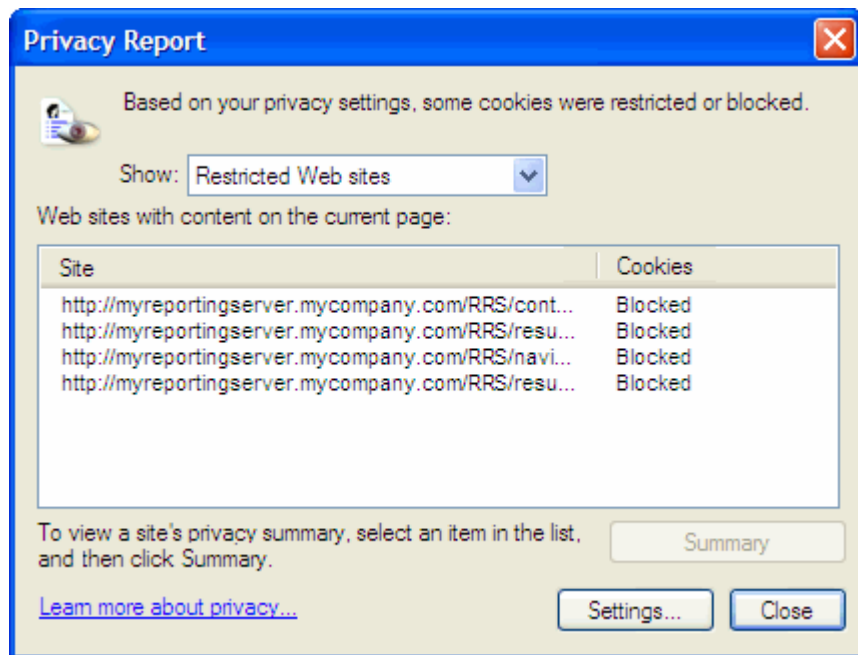 Privacy Report
Based on your privacy settings, some cookies were restricted or blocked.
Show: Restricted Web sites
Web sites with content on the current page:
Site Cookies
http://myreportingserver.mycompany.com/RRS/cont... Blocked
http://myreportingserver.mycompany.com/RRS/resu... Blocked
http://myreportingserver.mycompany.com/RRS/navi... Blocked
http://myreportingserver.mycompany.com/RRS/resu... Blocked
To view a site's privacy summary, select an item in the list,
and then click Summary.
Summary
Learn more about privacy...
Settings... Close